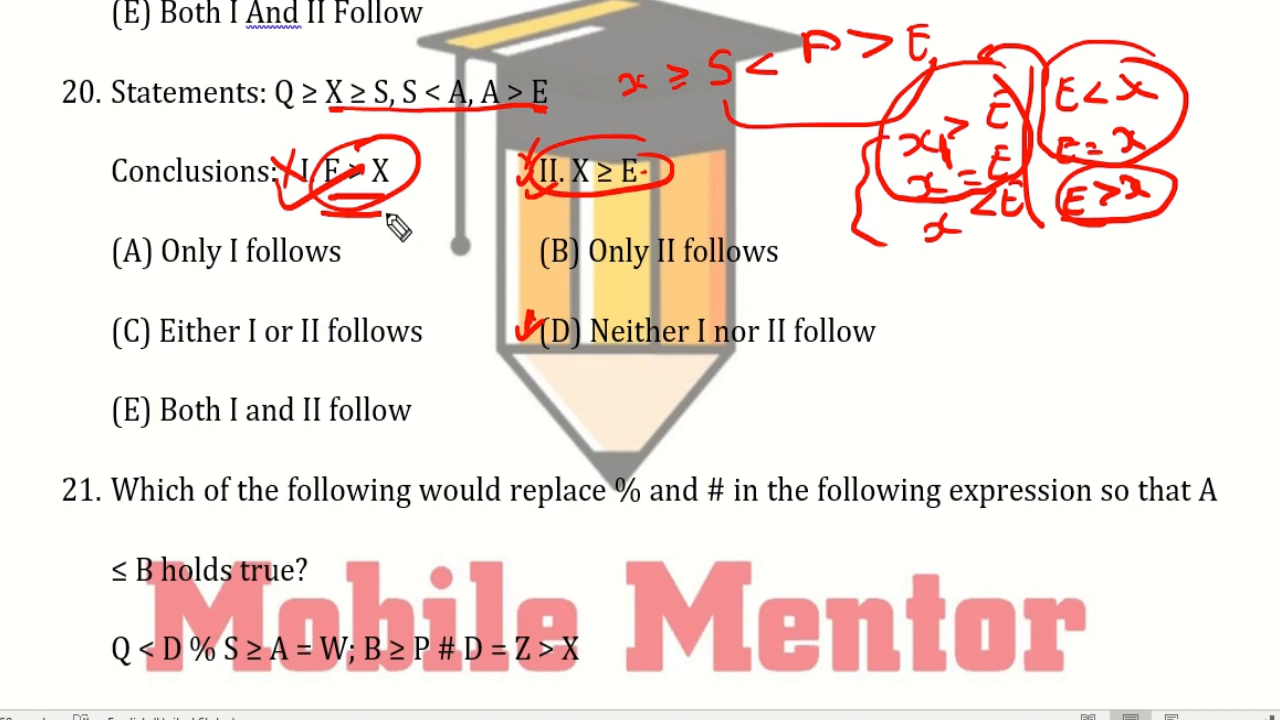 (E) Both I And II Follow
x ≥ S < A > E
20. Statements: Q ≥ X ≥ S, S < A, A > E
x > E
E < x
x = E
E = x
x < E
E > x
Conclusions: I. E > X II. X ≥ E
(A) Only I follows (B) Only II follows
(C) Either I or II follows (D) Neither I nor II follow
(E) Both I and II follow
21. Which of the following would replace % and # in the following expression so that A
≤ B holds true?
Mobile Mentor
Q < D % S ≥ A = W; B ≥ P # D = Z > X